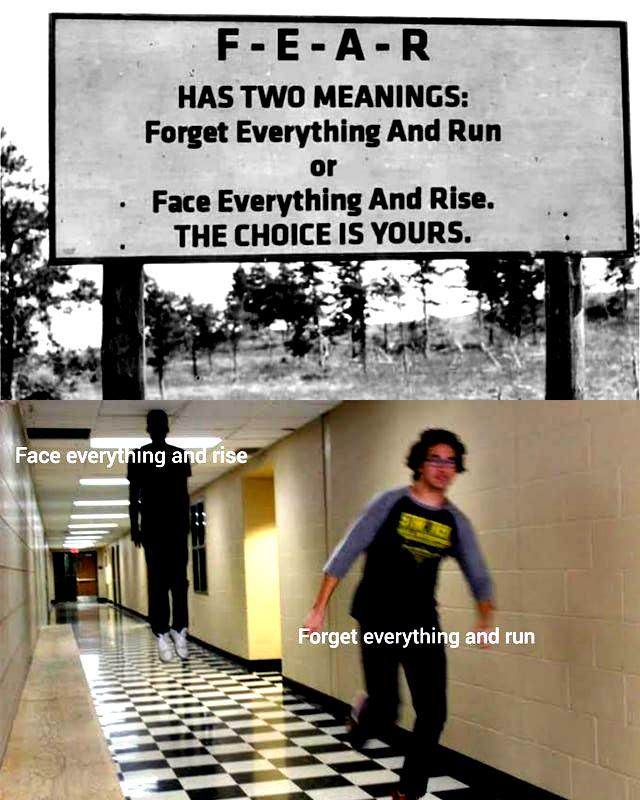 F-E-A-R
HAS TWO MEANINGS:
Forget Everything And Run
or
Face Everything And Rise.
THE CHOICE IS YOURS.
Face everything and rise
Forget everything and run